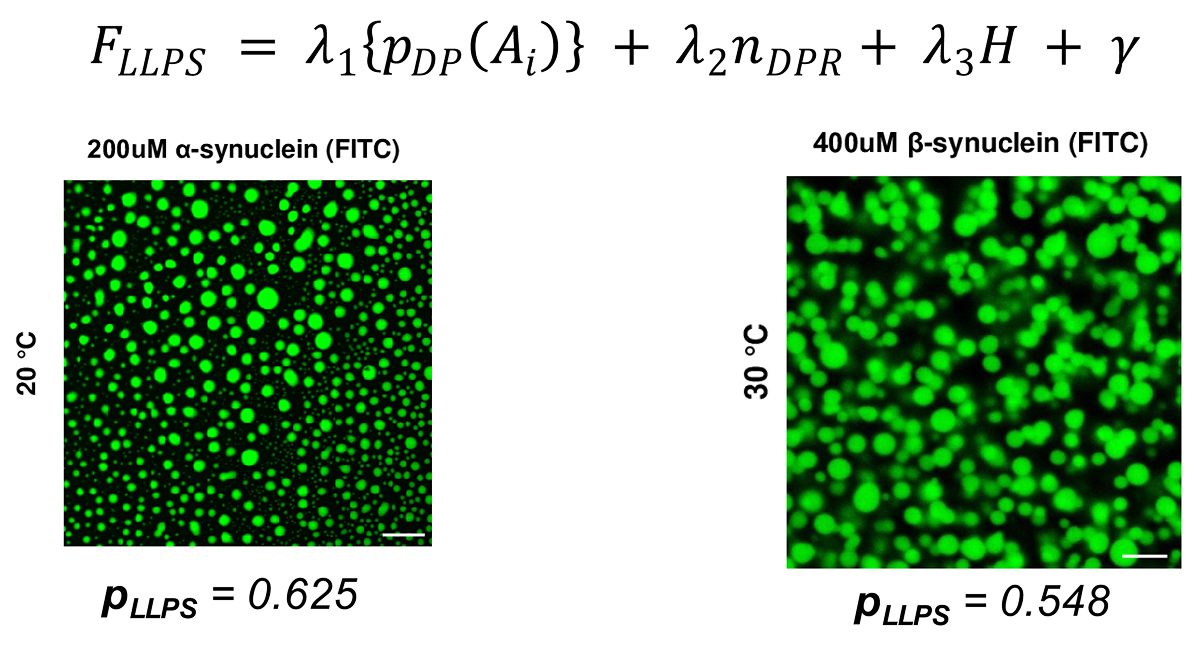 F_LLPS = λ₁{p_DP(A_i)} + λ₂n_DPR + λ₃H + γ
200uM α-synuclein (FITC)
20 °C
p_LLPS = 0.625
400uM β-synuclein (FITC)
30 °C
p_LLPS = 0.548